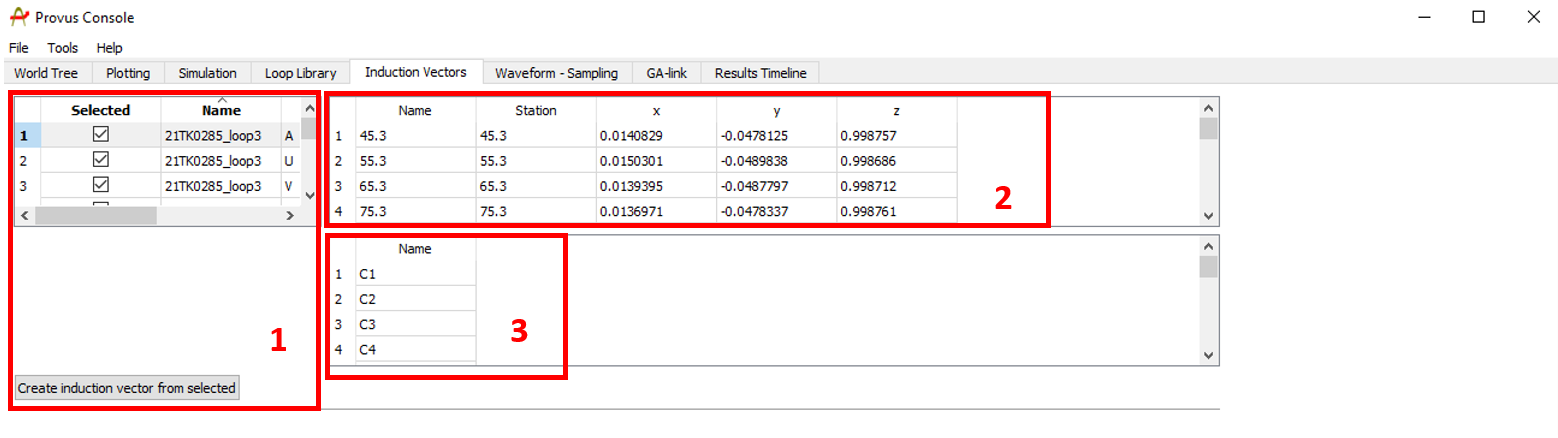 Provus Console
File Tools Help
World Tree Plotting Simulation Loop Library Induction Vectors Waveform - Sampling GA-link Results Timeline
Selected Name
1 21TK0285_loop3 A
2 21TK0285_loop3 U
3 21TK0285_loop3 V
1
Create induction vector from selected
Name Station x y z
1 45.3 45.3 0.0140829 -0.0478125 0.998757
2 55.3 55.3 0.0150301 -0.0489838 0.998686
3 65.3 65.3 0.0139395 -0.0487797 0.998712
4 75.3 75.3 0.0136971 -0.0478337 0.998761
2
Name
1 C1
2 C2
3 C3
4 C4
3